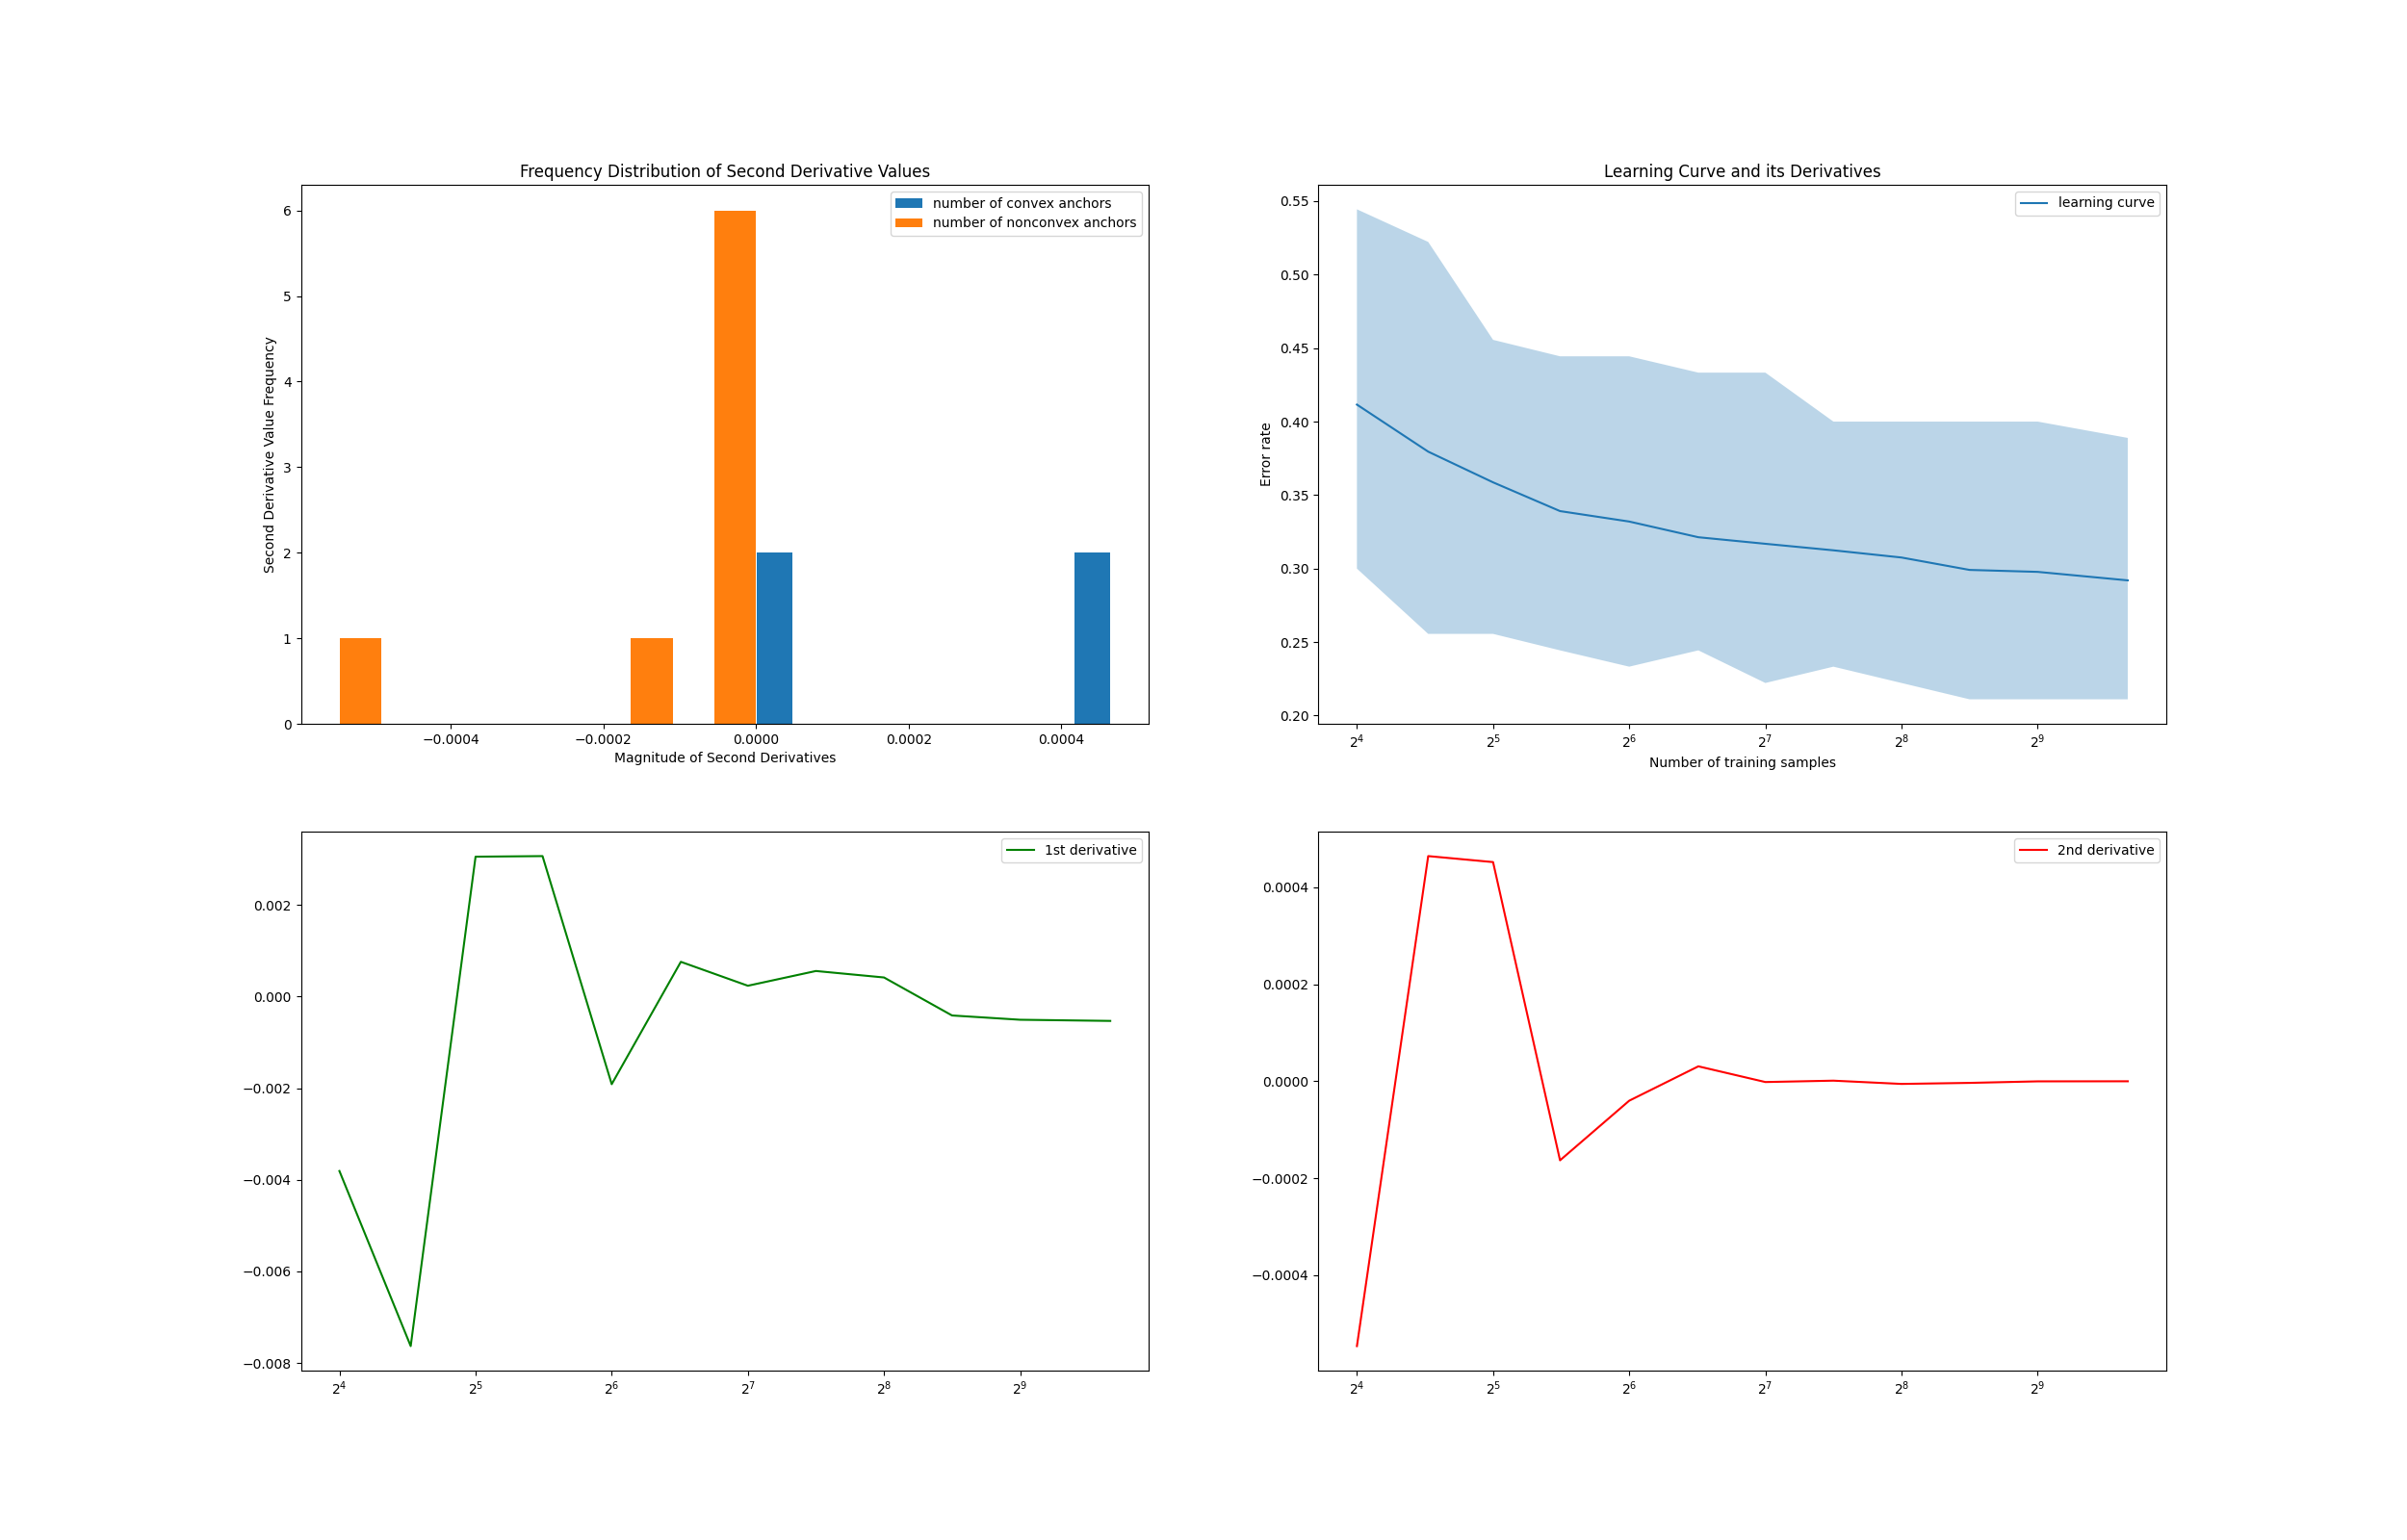 Frequency Distribution of Second Derivative Values
number of convex anchors
number of nonconvex anchors
Second Derivative Value Frequency
6
5
4
3
2
1
0
−0.0004 −0.0002 0.0000 0.0002 0.0004
Magnitude of Second Derivatives
Learning Curve and its Derivatives
learning curve
Error rate
0.55
0.50
0.45
0.40
0.35
0.30
0.25
0.20
2⁴ 2⁵ 2⁶ 2⁷ 2⁸ 2⁹
Number of training samples
1st derivative
0.002
0.000
−0.002
−0.004
−0.006
−0.008
2⁴ 2⁵ 2⁶ 2⁷ 2⁸ 2⁹
2nd derivative
0.0004
0.0002
0.0000
−0.0002
−0.0004
2⁴ 2⁵ 2⁶ 2⁷ 2⁸ 2⁹